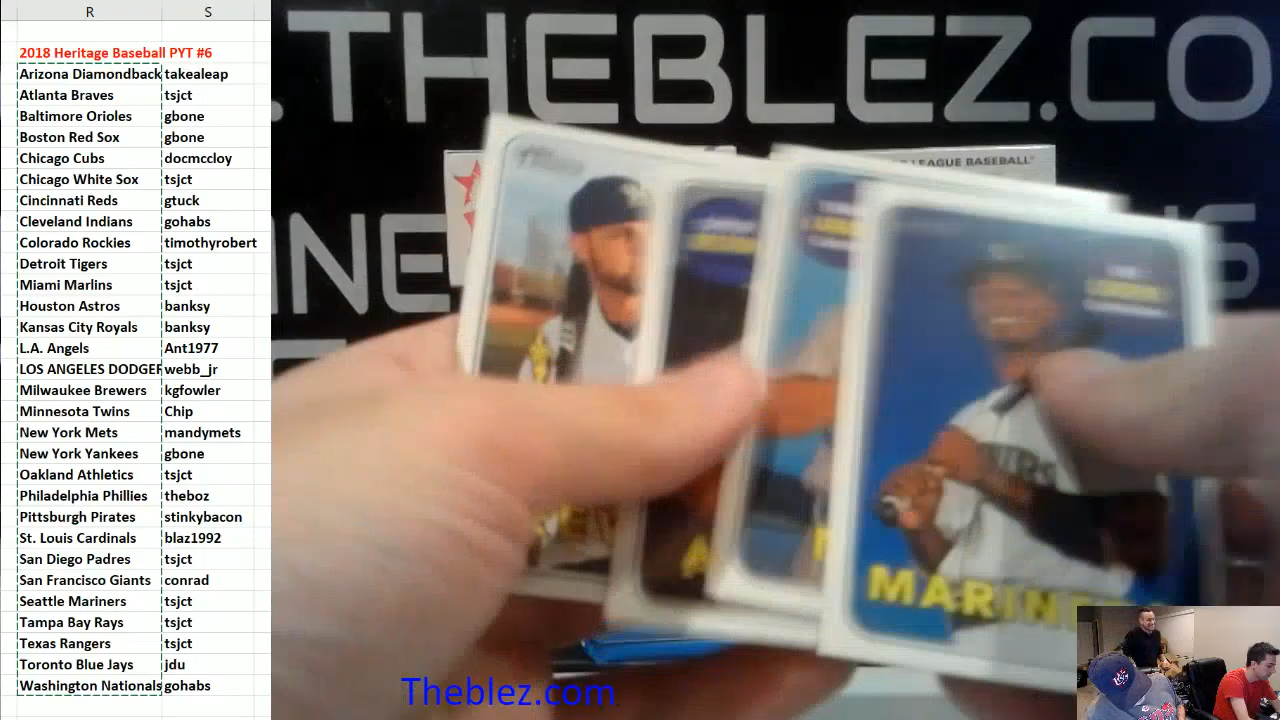 R S
2018 Heritage Baseball PYT #6
Arizona Diamondback takealeap
Atlanta Braves tsjct
Baltimore Orioles gbone
Boston Red Sox gbone
Chicago Cubs docmccloy
Chicago White Sox tsjct
Cincinnati Reds gtuck
Cleveland Indians gohabs
Colorado Rockies timothyrobert
Detroit Tigers tsjct
Miami Marlins tsjct
Houston Astros banksy
Kansas City Royals banksy
L.A. Angels Ant1977
LOS ANGELES DODGER webb_jr
Milwaukee Brewers kgfowler
Minnesota Twins Chip
New York Mets mandymets
New York Yankees gbone
Oakland Athletics tsjct
Philadelphia Phillies theboz
Pittsburgh Pirates stinkybacon
St. Louis Cardinals blaz1992
San Diego Padres tsjct
San Francisco Giants conrad
Seattle Mariners tsjct
Tampa Bay Rays tsjct
Texas Rangers tsjct
Toronto Blue Jays jdu
Washington Nationals gohabs
.THEBLEZ.CO
LEAGUE BASEBALL
INE
Theblez.com